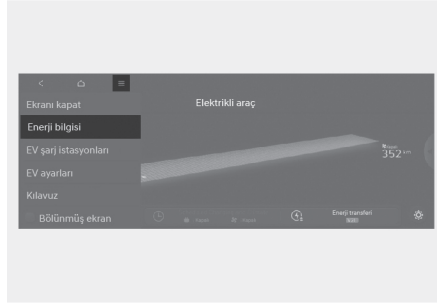 Elektrikli araç
Ekranı kapat
Enerji bilgisi
EV şarj istasyonları
EV ayarları
Kılavuz
Bölünmüş ekran
352 km
Enerji transferi